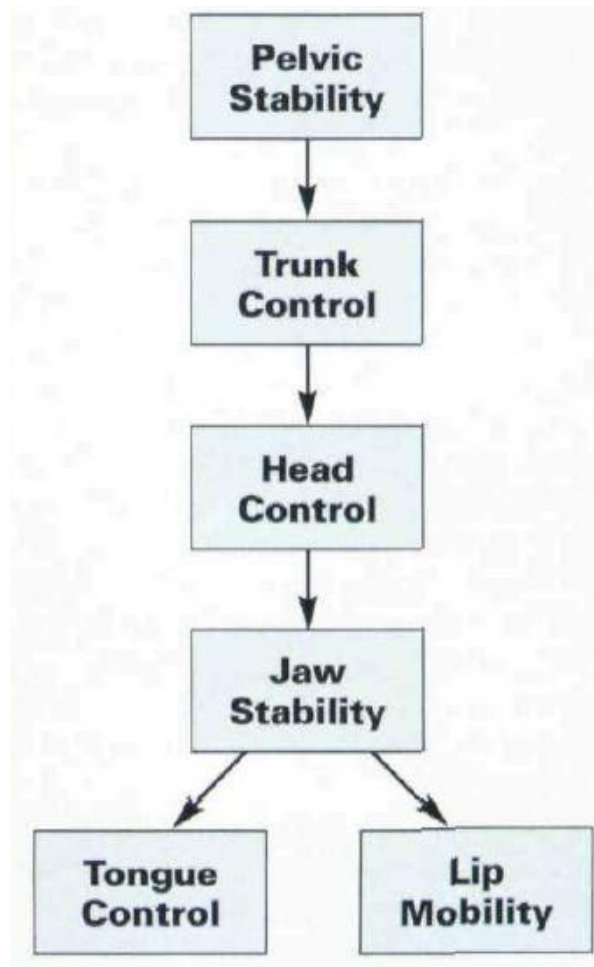 Pelvic
Stability
Trunk
Control
Head
Control
Jaw
Stability
Tongue
Control
Lip
Mobility